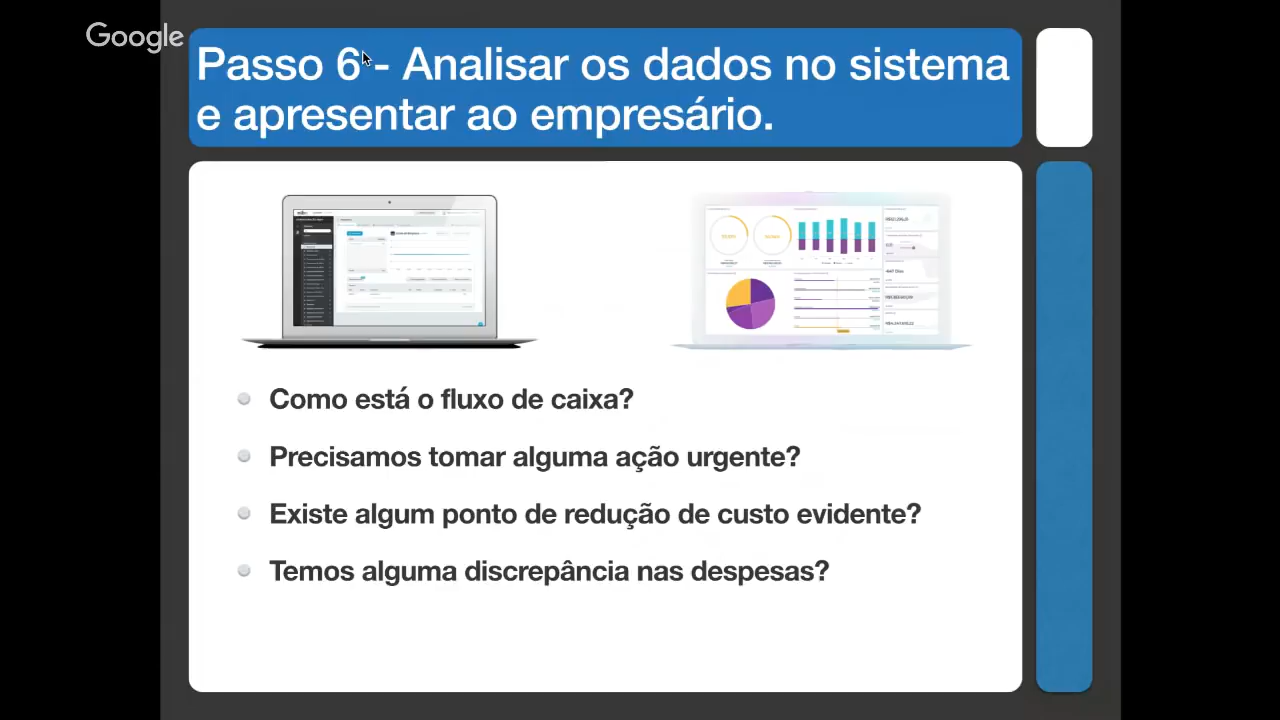 Google
Passo 6 - Analisar os dados no sistema
e apresentar ao empresário.
Como está o fluxo de caixa?
Precisamos tomar alguma ação urgente?
Existe algum ponto de redução de custo evidente?
Temos alguma discrepância nas despesas?